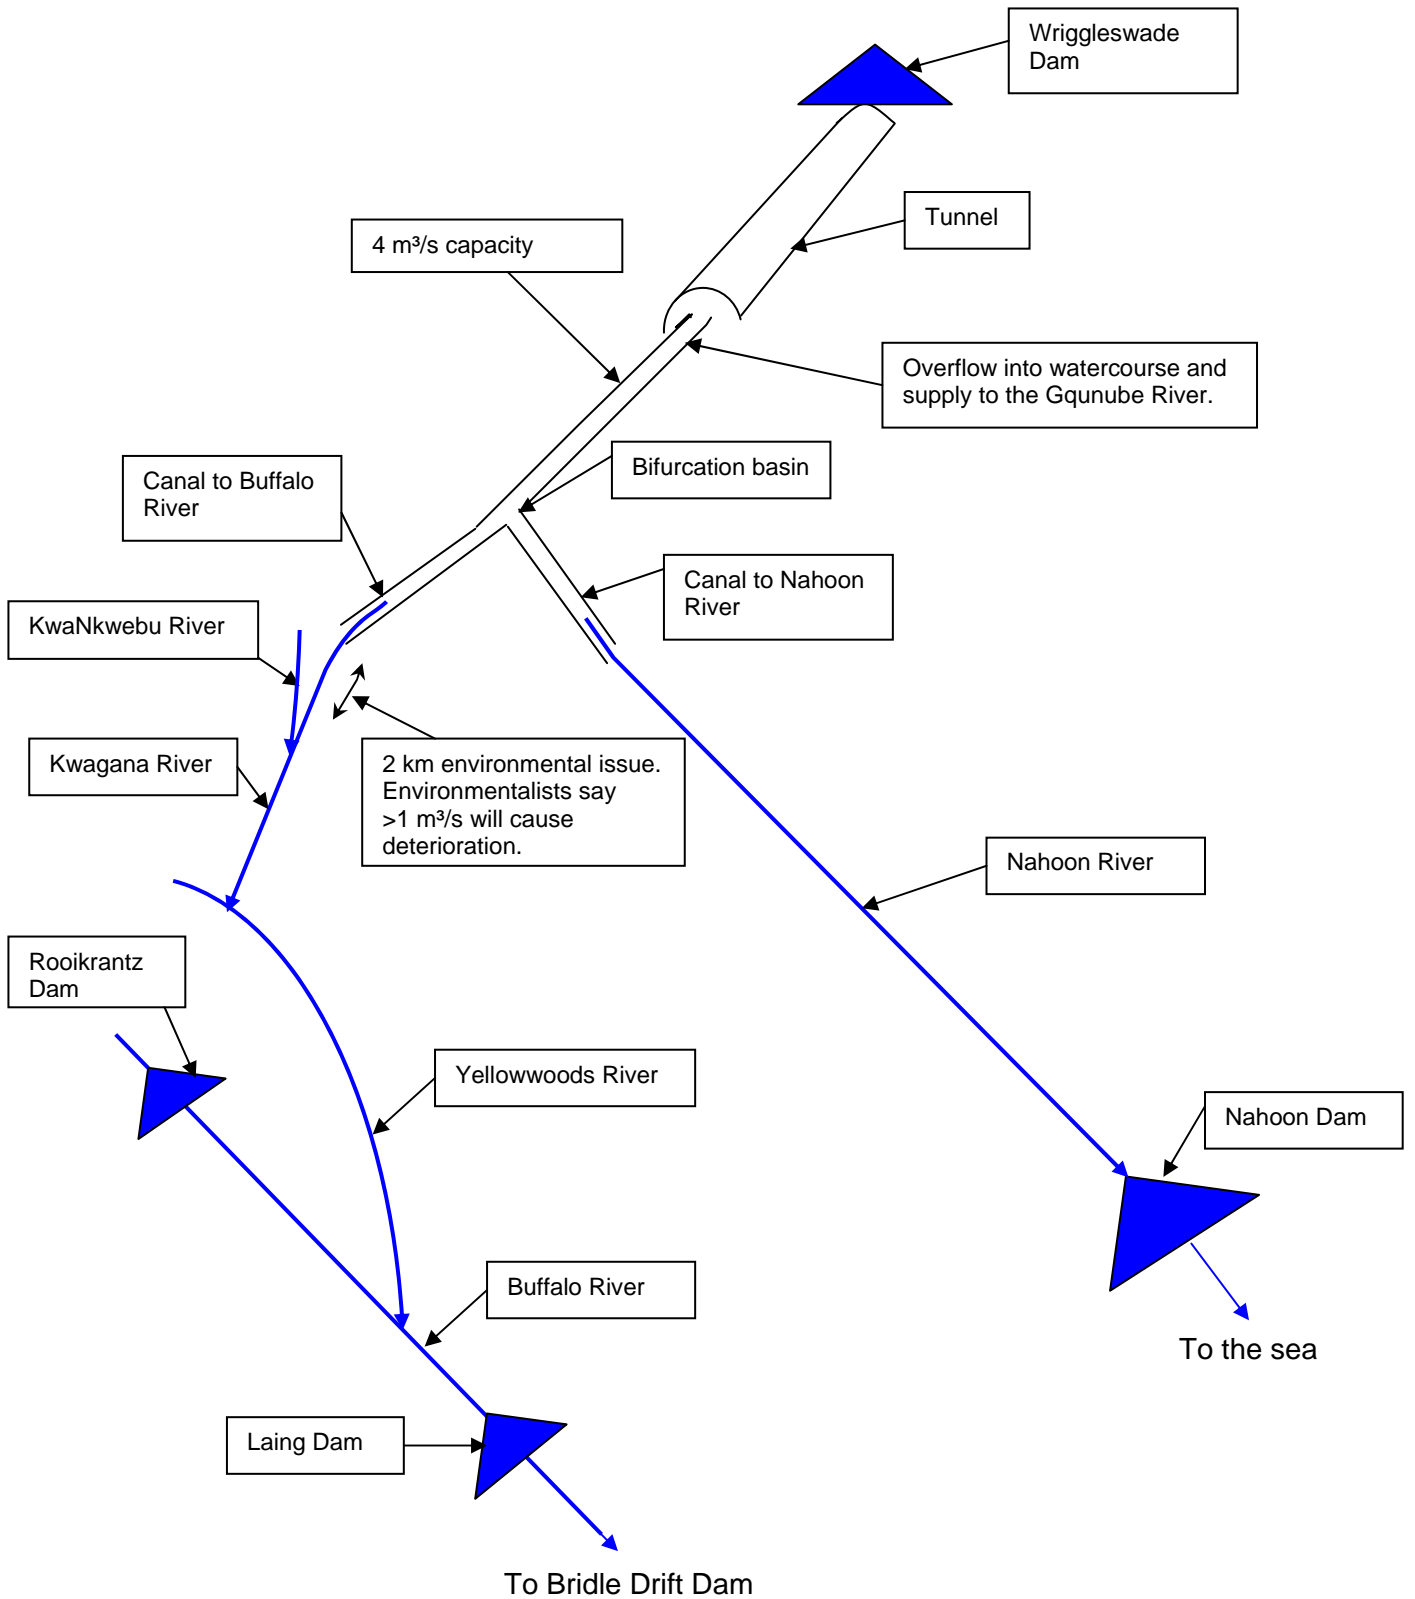 Wriggleswade
Dam
Tunnel
4 m³/s capacity
Overflow into watercourse and
supply to the Gqunube River.
Bifurcation basin
Canal to Buffalo
River
Canal to Nahoon
River
KwaNkwebu River
Kwagana River
2 km environmental issue.
Environmentalists say
>1 m³/s will cause
deterioration.
Nahoon River
Rooikrantz
Dam
Yellowwoods River
Nahoon Dam
Buffalo River
To the sea
Laing Dam
To Bridle Drift Dam